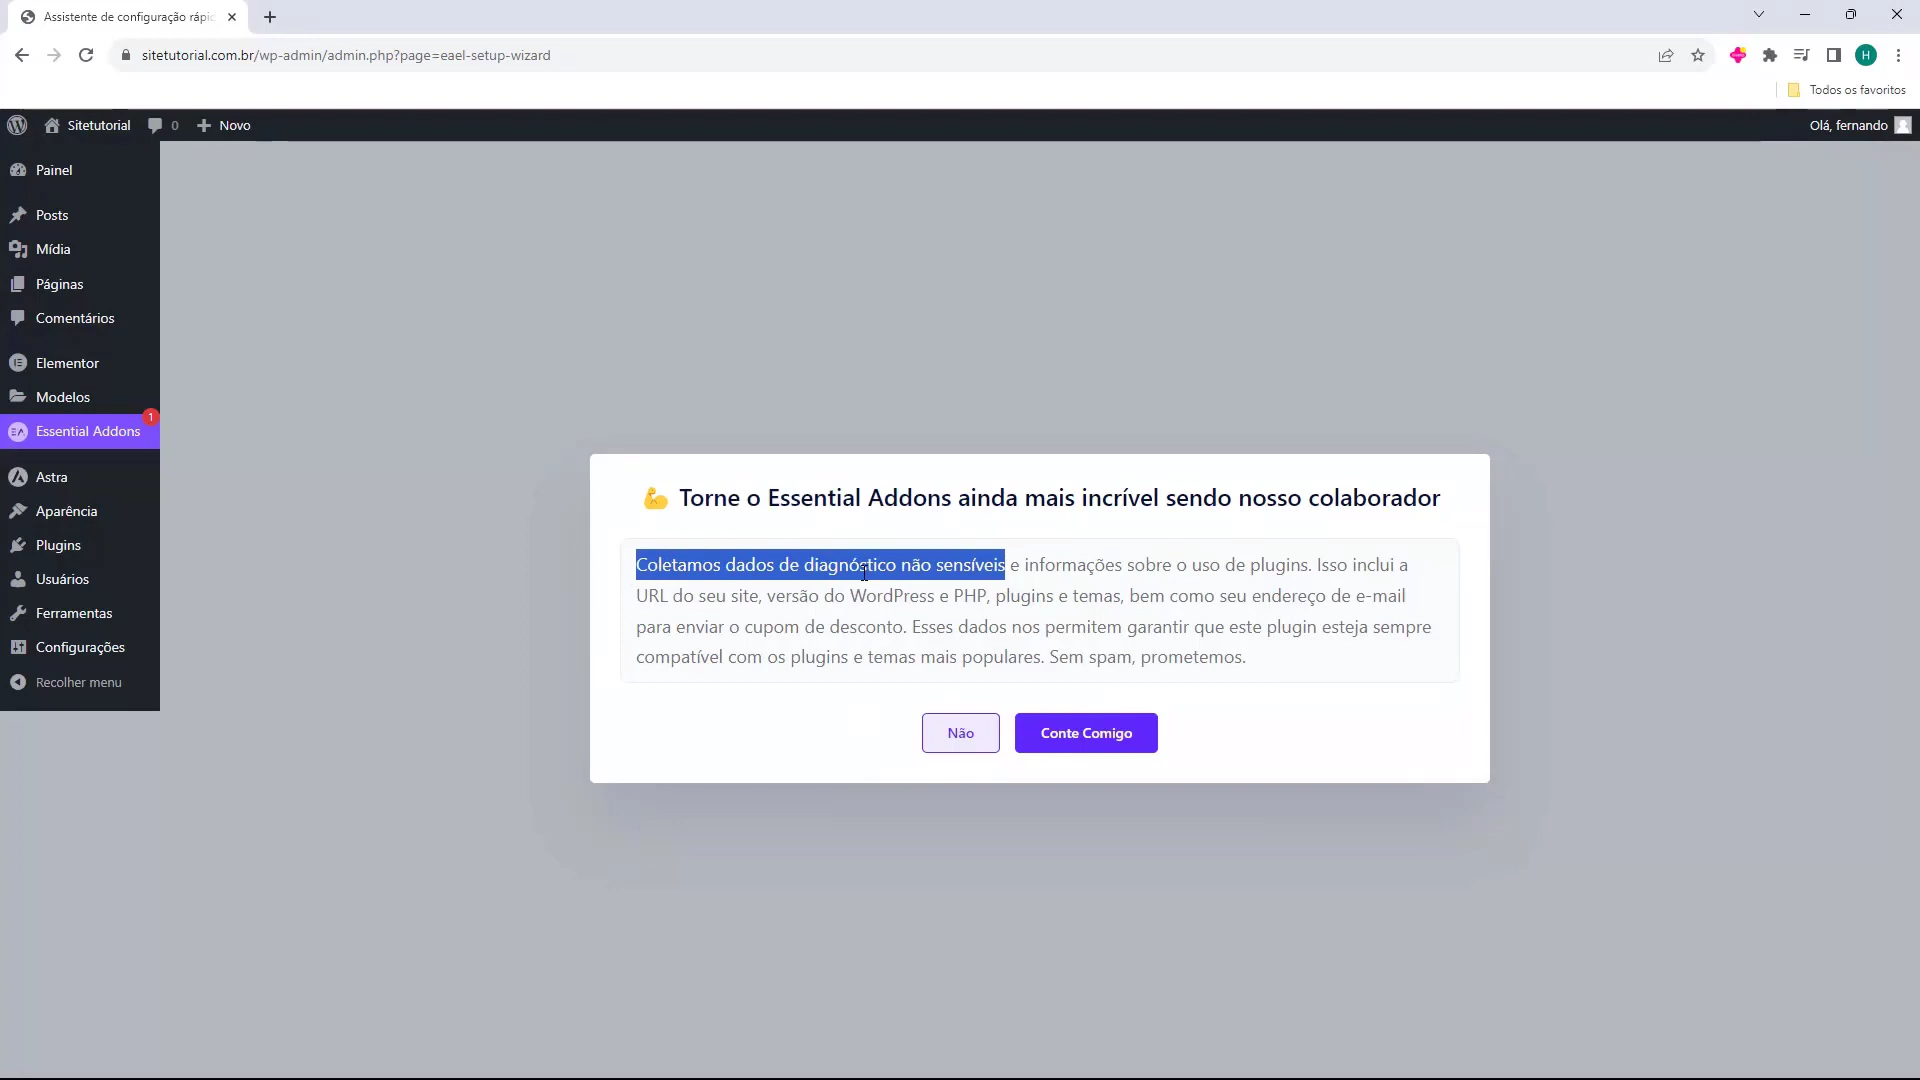 Assistente de configuração rápi
sitetutorial.com.br/wp-admin/admin.php?page=eael-setup-wizard
H
Todos os favoritos
Sitetutorial
0
Novo
Olá, fernando
Painel
Posts
Mídia
Páginas
Comentários
Elementor
Modelos
1
Essential Addons
Astra
Aparência
Plugins
Usuários
Ferramentas
Configurações
Recolher menu
💪 Torne o Essential Addons ainda mais incrível sendo nosso colaborador
Coletamos dados de diagnóstico não sensíveis e informações sobre o uso de plugins. Isso inclui a
URL do seu site, versão do WordPress e PHP, plugins e temas, bem como seu endereço de e-mail
para enviar o cupom de desconto. Esses dados nos permitem garantir que este plugin esteja sempre
compatível com os plugins e temas mais populares. Sem spam, prometemos.
Não
Conte Comigo